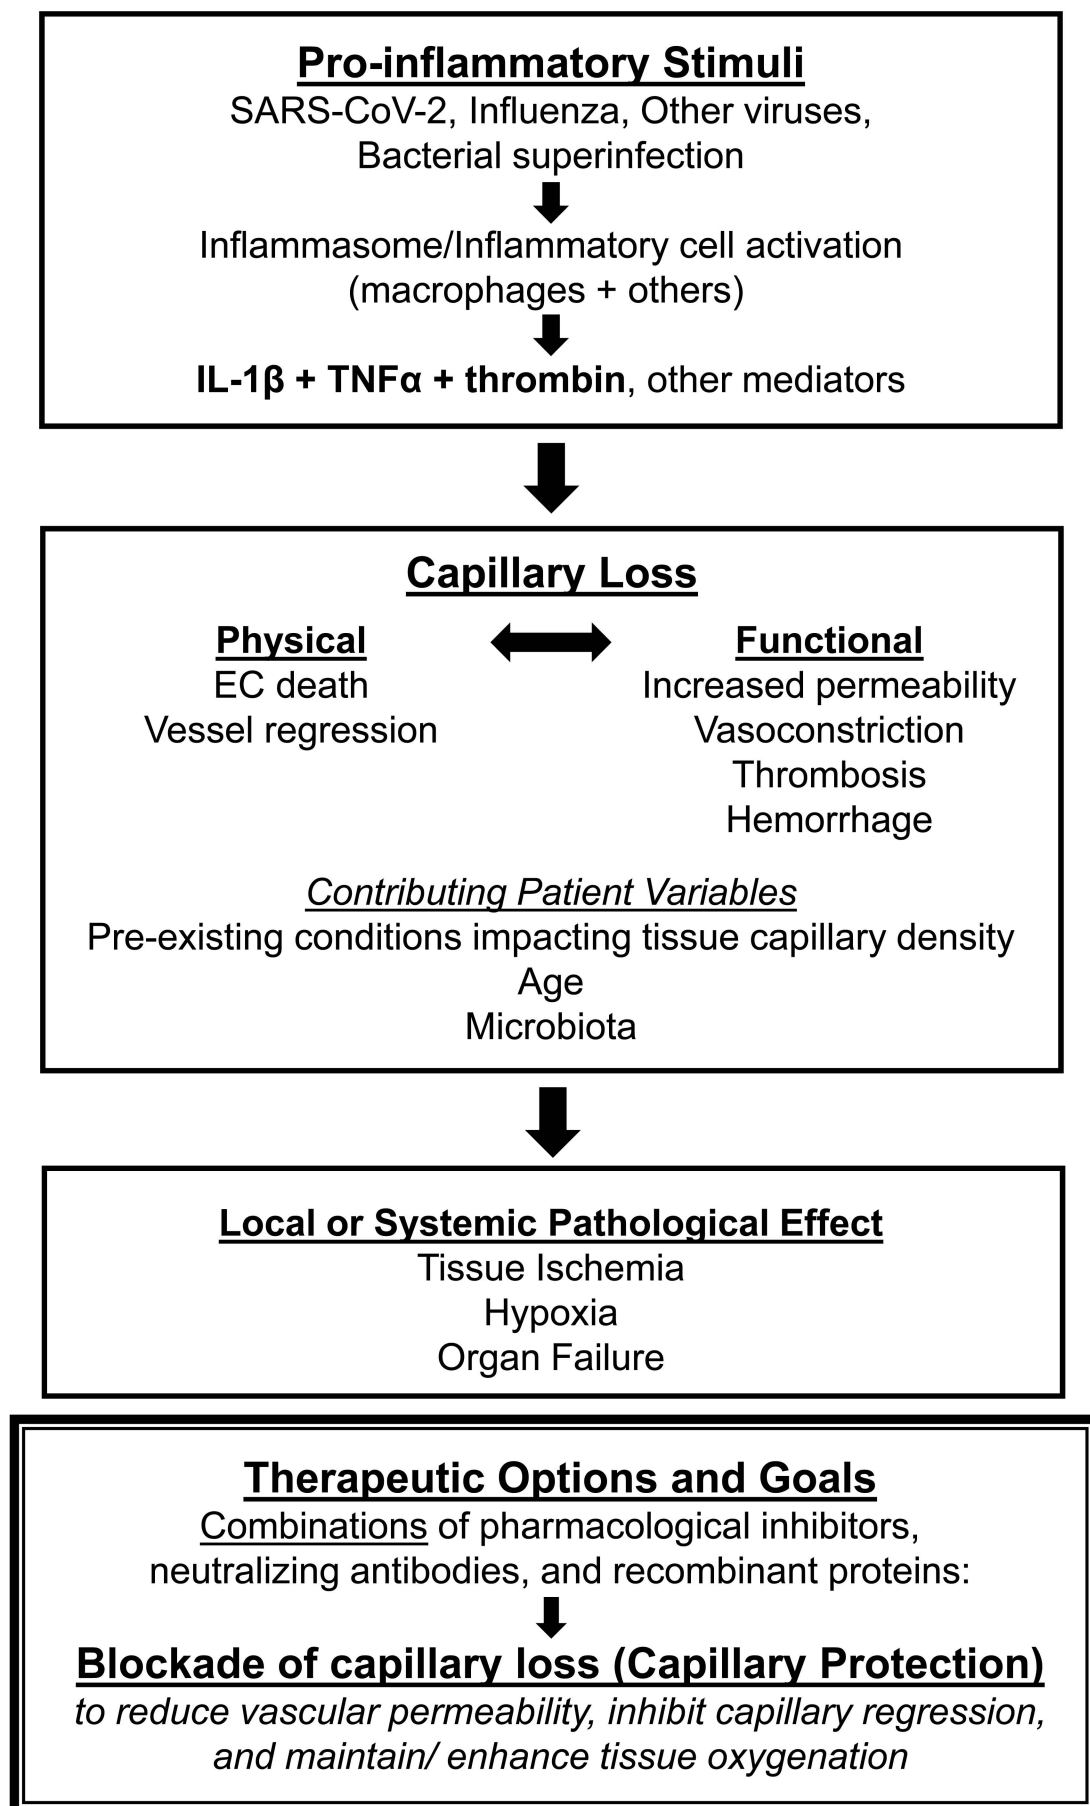 Pro-inflammatory Stimuli
SARS-CoV-2, Influenza, Other viruses,
Bacterial superinfection
Inflammasome/Inflammatory cell activation
(macrophages + others)
IL-1β + TNFα + thrombin, other mediators
Capillary Loss
Physical
EC death
Vessel regression
Functional
Increased permeability
Vasoconstriction
Thrombosis
Hemorrhage
Contributing Patient Variables
Pre-existing conditions impacting tissue capillary density
Age
Microbiota
Local or Systemic Pathological Effect
Tissue Ischemia
Hypoxia
Organ Failure
Therapeutic Options and Goals
Combinations of pharmacological inhibitors,
neutralizing antibodies, and recombinant proteins:
Blockade of capillary loss (Capillary Protection)
to reduce vascular permeability, inhibit capillary regression,
and maintain/ enhance tissue oxygenation